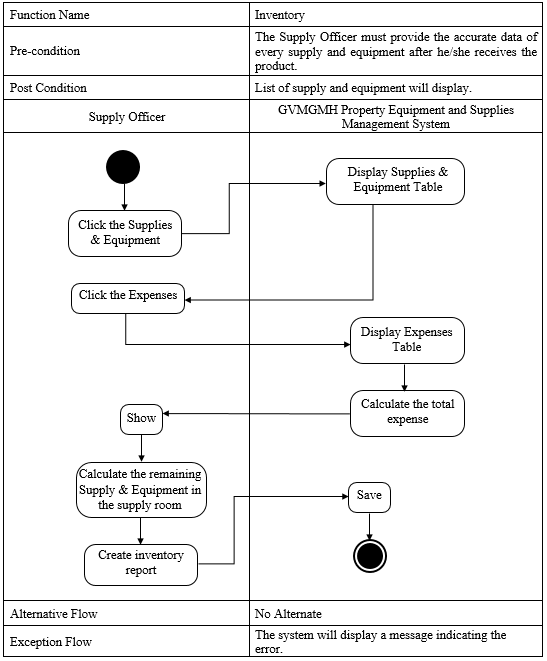 Function Name
Inventory
Pre-condition
The Supply Officer must provide the accurate data of
every supply and equipment after he/she receives the
product.
Post Condition
List of supply and equipment will display.
Supply Officer
GVMGMH Property Equipment and Supplies
Management System
Click the Supplies
& Equipment
Display Supplies &
Equipment Table
Click the Expenses
Display Expenses
Table
Calculate the total
expense
Show
Calculate the remaining
Supply & Equipment in
the supply room
Create inventory
report
Save
Alternative Flow
No Alternate
Exception Flow
The system will display a message indicating the
error.